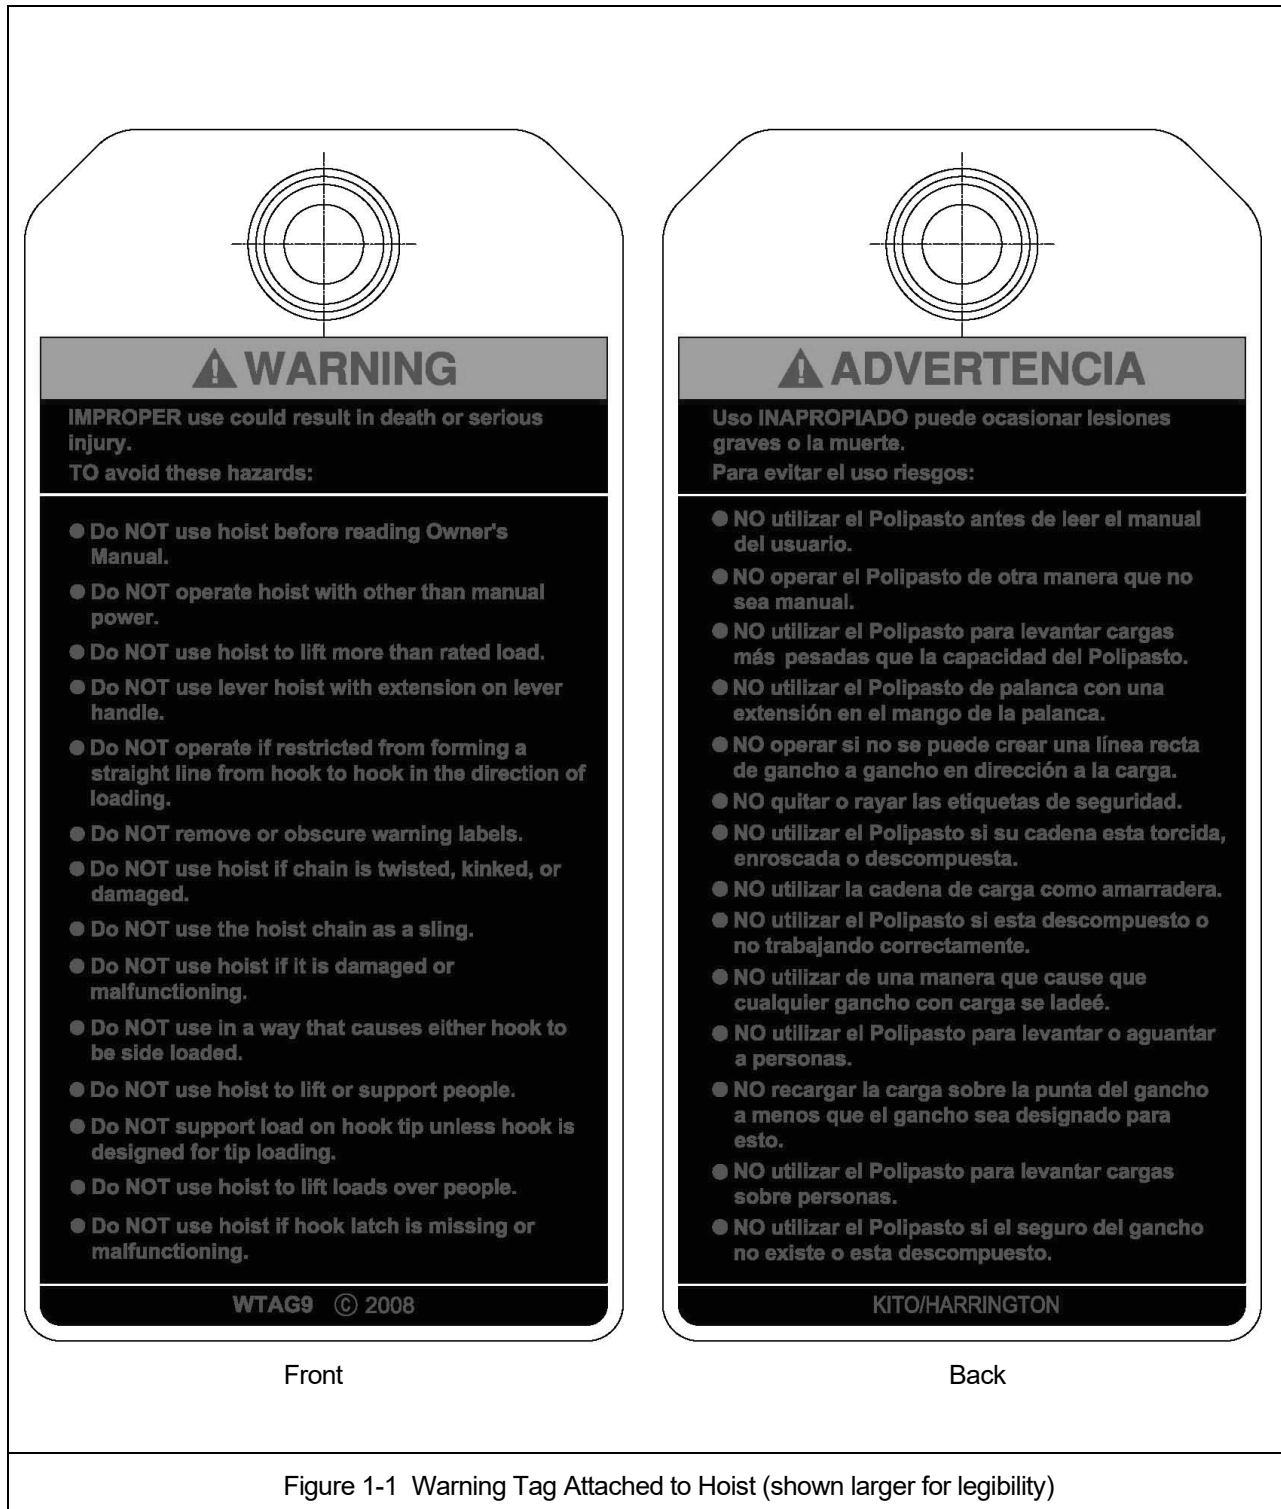 ⚠ WARNING
IMPROPER use could result in death or serious
injury.
TO avoid these hazards:
● Do NOT use hoist before reading Owner's
Manual.
● Do NOT operate hoist with other than manual
power.
● Do NOT use hoist to lift more than rated load.
● Do NOT use lever hoist with extension on lever
handle.
● Do NOT operate if restricted from forming a
straight line from hook to hook in the direction of
loading.
● Do NOT remove or obscure warning labels.
● Do NOT use hoist if chain is twisted, kinked, or
damaged.
● Do NOT use the hoist chain as a sling.
● Do NOT use hoist if it is damaged or
malfunctioning.
● Do NOT use in a way that causes either hook to
be side loaded.
● Do NOT use hoist to lift or support people.
● Do NOT support load on hook tip unless hook is
designed for tip loading.
● Do NOT use hoist to lift loads over people.
● Do NOT use hoist if hook latch is missing or
malfunctioning.
WTAG9 © 2008
Front
⚠ ADVERTENCIA
Uso INAPROPIADO puede ocasionar lesiones
graves o la muerte.
Para evitar el uso riesgos:
● NO utilizar el Polipasto antes de leer el manual
del usuario.
● NO operar el Polipasto de otra manera que no
sea manual.
● NO utilizar el Polipasto para levantar cargas
más pesadas que la capacidad del Polipasto.
● NO utilizar el Polipasto de palanca con una
extensión en el mango de la palanca.
● NO operar si no se puede crear una línea recta
de gancho a gancho en dirección a la carga.
● NO quitar o rayar las etiquetas de seguridad.
● NO utilizar el Polipasto si su cadena esta torcida,
enroscada o descompuesta.
● NO utilizar la cadena de carga como amarradera.
● NO utilizar el Polipasto si esta descompuesto o
no trabajando correctamente.
● NO utilizar de una manera que cause que
cualquier gancho con carga se ladeé.
● NO utilizar el Polipasto para levantar o aguantar
a personas.
● NO recargar la carga sobre la punta del gancho
a menos que el gancho sea designado para
esto.
● NO utilizar el Polipasto para levantar cargas
sobre personas.
● NO utilizar el Polipasto si el seguro del gancho
no existe o esta descompuesto.
KITO/HARRINGTON
Back
Figure 1-1 Warning Tag Attached to Hoist (shown larger for legibility)